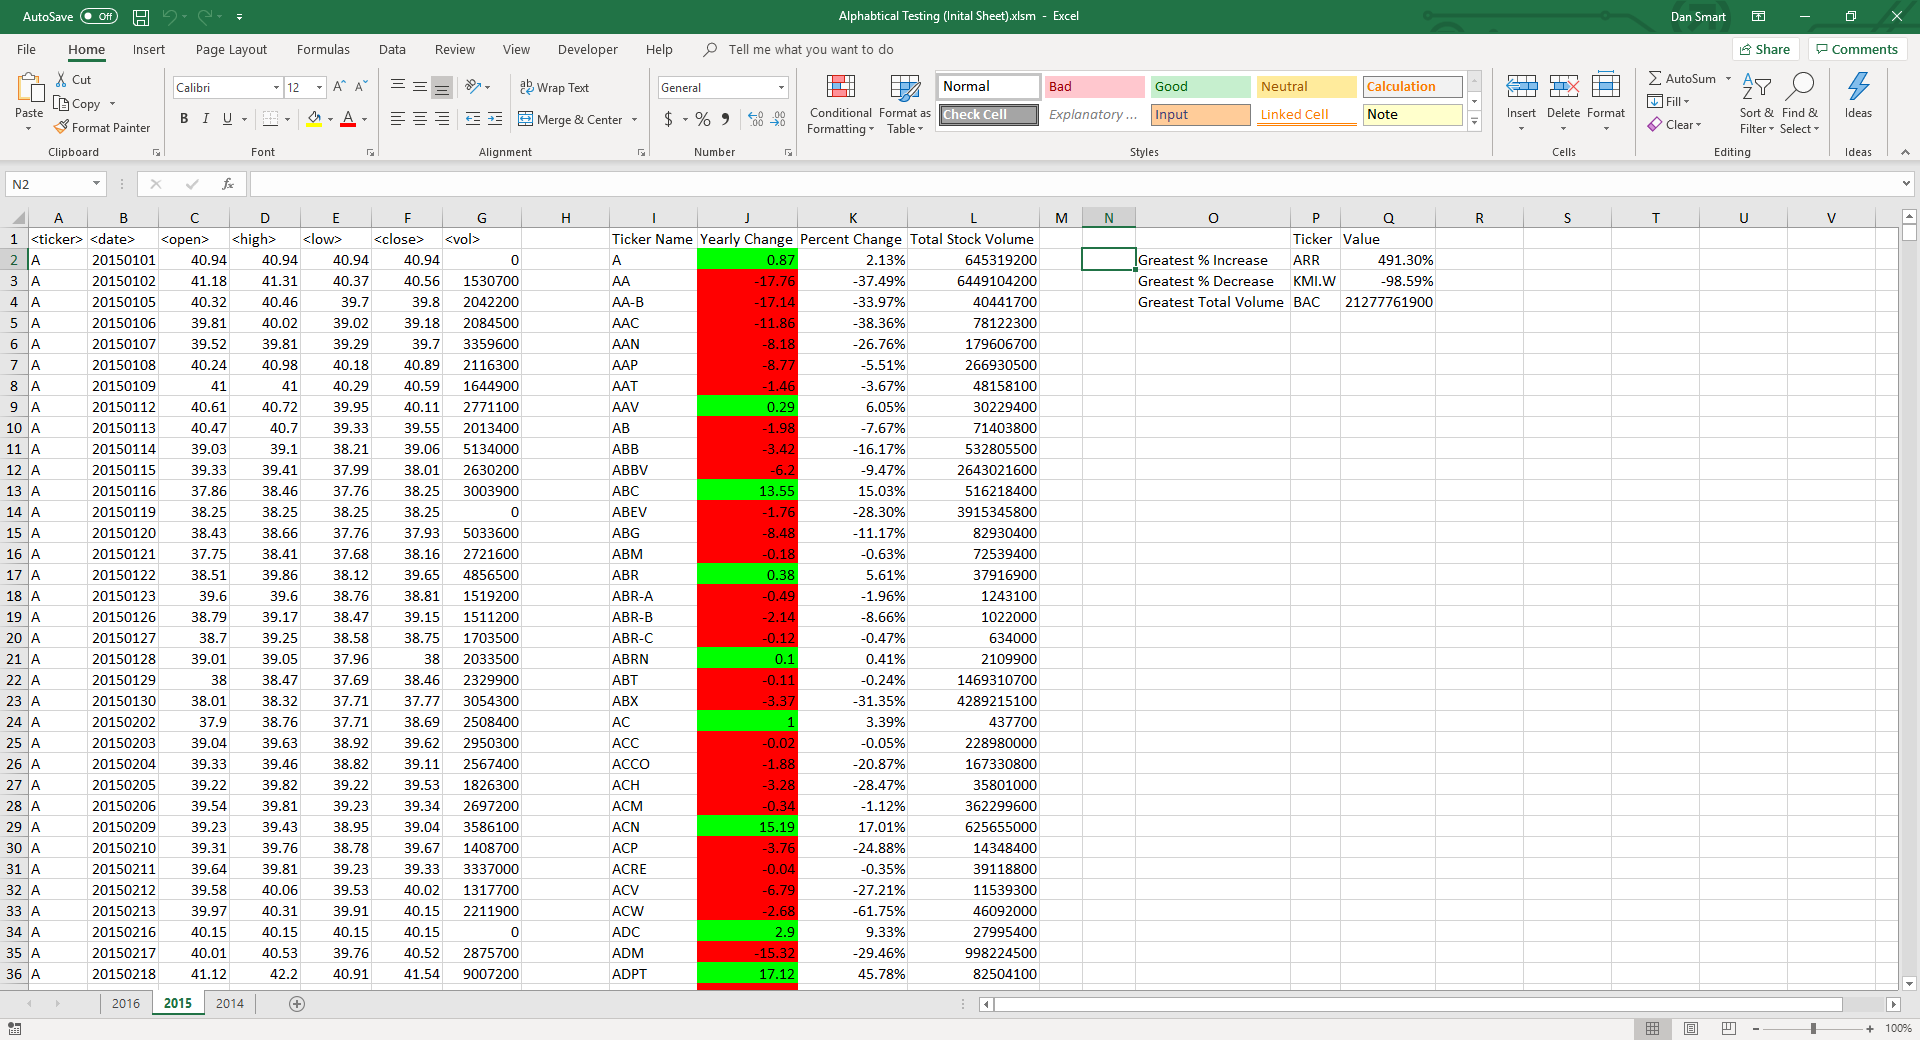 AutoSave Off Alphabtical Testing (Inital Sheet).xlsm - Excel Dan Smart
File Home Insert Page Layout Formulas Data Review View Developer Help Tell me what you want to do Share Comments
Paste Cut Copy Format Painter Clipboard
Calibri 12 B I U A Font
ab Wrap Text Merge & Center Alignment
General $ % Number
Conditional Formatting Format as Table
Normal Bad Good Neutral Calculation
Check Cell Explanatory ... Input Linked Cell Note
Styles
Insert Delete Format Cells
AutoSum Fill Clear Sort & Filter Find & Select Editing
Ideas Ideas
N2 fx
A B C D E F G H I J K L M N O P Q R S T U V
1 <ticker> <date> <open> <high> <low> <close> <vol> Ticker Name Yearly Change Percent Change Total Stock Volume Ticker Value
2 A 20150101 40.94 40.94 40.94 40.94 0 A 0.87 2.13% 645319200 Greatest % Increase ARR 491.30%
3 A 20150102 41.18 41.31 40.37 40.56 1530700 AA -17.76 -37.49% 6449104200 Greatest % Decrease KMI.W -98.59%
4 A 20150105 40.32 40.46 39.7 39.8 2042200 AA-B -17.14 -33.97% 40441700 Greatest Total Volume BAC 21277761900
5 A 20150106 39.81 40.02 39.02 39.18 2084500 AAC -11.86 -38.36% 78122300
6 A 20150107 39.52 39.81 39.29 39.7 3359600 AAN -8.18 -26.76% 179606700
7 A 20150108 40.24 40.98 40.18 40.89 2116300 AAP -8.77 -5.51% 266930500
8 A 20150109 41 41 40.29 40.59 1644900 AAT -1.46 -3.67% 48158100
9 A 20150112 40.61 40.72 39.95 40.11 2771100 AAV 0.29 6.05% 30229400
10 A 20150113 40.47 40.7 39.33 39.55 2013400 AB -1.98 -7.67% 71403800
11 A 20150114 39.03 39.1 38.21 39.06 5134000 ABB -3.42 -16.17% 532805500
12 A 20150115 39.33 39.41 37.99 38.01 2630200 ABBV -6.2 -9.47% 2643021600
13 A 20150116 37.86 38.46 37.76 38.25 3003900 ABC 13.55 15.03% 516218400
14 A 20150119 38.25 38.25 38.25 38.25 0 ABEV -1.76 -28.30% 3915345800
15 A 20150120 38.43 38.66 37.76 37.93 5033600 ABG -8.48 -11.17% 82930400
16 A 20150121 37.75 38.41 37.68 38.16 2721600 ABM -0.18 -0.63% 72539400
17 A 20150122 38.51 39.86 38.12 39.65 4856500 ABR 0.38 5.61% 37916900
18 A 20150123 39.6 39.6 38.76 38.81 1519200 ABR-A -0.49 -1.96% 1243100
19 A 20150126 38.79 39.17 38.47 39.15 1511200 ABR-B -2.14 -8.66% 1022000
20 A 20150127 38.7 39.25 38.58 38.75 1703500 ABR-C -0.12 -0.47% 634000
21 A 20150128 39.01 39.05 37.96 38 2033500 ABRN 0.1 0.41% 2109900
22 A 20150129 38 38.47 37.69 38.46 2329900 ABT -0.11 -0.24% 1469310700
23 A 20150130 38.01 38.32 37.71 37.77 3054300 ABX -3.37 -31.35% 4289215100
24 A 20150202 37.9 38.76 37.71 38.69 2508400 AC 1 3.39% 437700
25 A 20150203 39.04 39.63 38.92 39.62 2950300 ACC -0.02 -0.05% 228980000
26 A 20150204 39.33 39.46 38.82 39.11 2567400 ACCO -1.88 -20.87% 167330800
27 A 20150205 39.22 39.82 39.22 39.53 1826300 ACH -3.28 -28.47% 35801000
28 A 20150206 39.54 39.81 39.23 39.34 2697200 ACM -0.34 -1.12% 362299600
29 A 20150209 39.23 39.43 38.95 39.04 3586100 ACN 15.19 17.01% 625655000
30 A 20150210 39.31 39.76 38.78 39.67 1408700 ACP -3.76 -24.88% 14348400
31 A 20150211 39.64 39.81 39.23 39.33 3337000 ACRE -0.04 -0.35% 39118800
32 A 20150212 39.58 40.06 39.53 40.02 1317700 ACV -6.79 -27.21% 11539300
33 A 20150213 39.97 40.31 39.91 40.15 2211900 ACW -2.68 -61.75% 46092000
34 A 20150216 40.15 40.15 40.15 40.15 0 ADC 2.9 9.33% 27995400
35 A 20150217 40.01 40.53 39.76 40.52 2875700 ADM -15.32 -29.46% 998224500
36 A 20150218 41.12 42.2 40.91 41.54 9007200 ADPT 17.12 45.78% 82504100
2016 2015 2014
100%